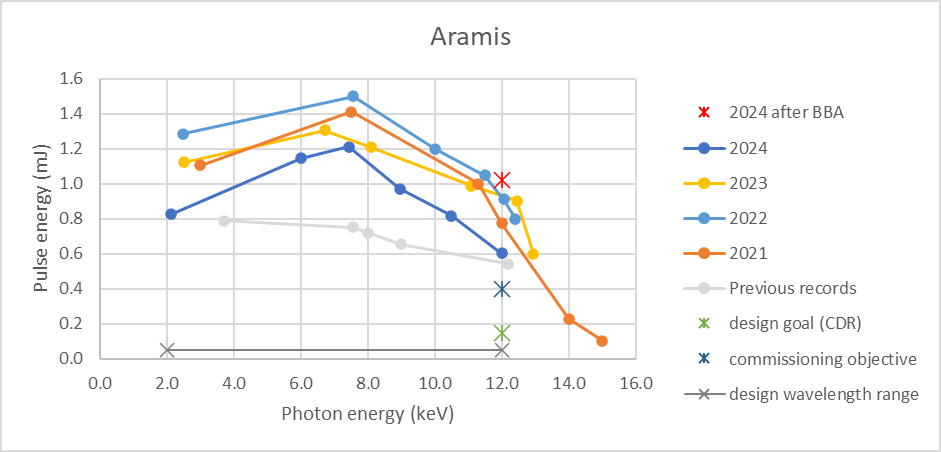 Aramis
Pulse energy (mJ)
1.6
1.4
1.2
1.0
0.8
0.6
0.4
0.2
0.0
0.0 2.0 4.0 6.0 8.0 10.0 12.0 14.0 16.0
Photon energy (keV)
2024 after BBA
2024
2023
2022
2021
Previous records
design goal (CDR)
commissioning objective
design wavelength range